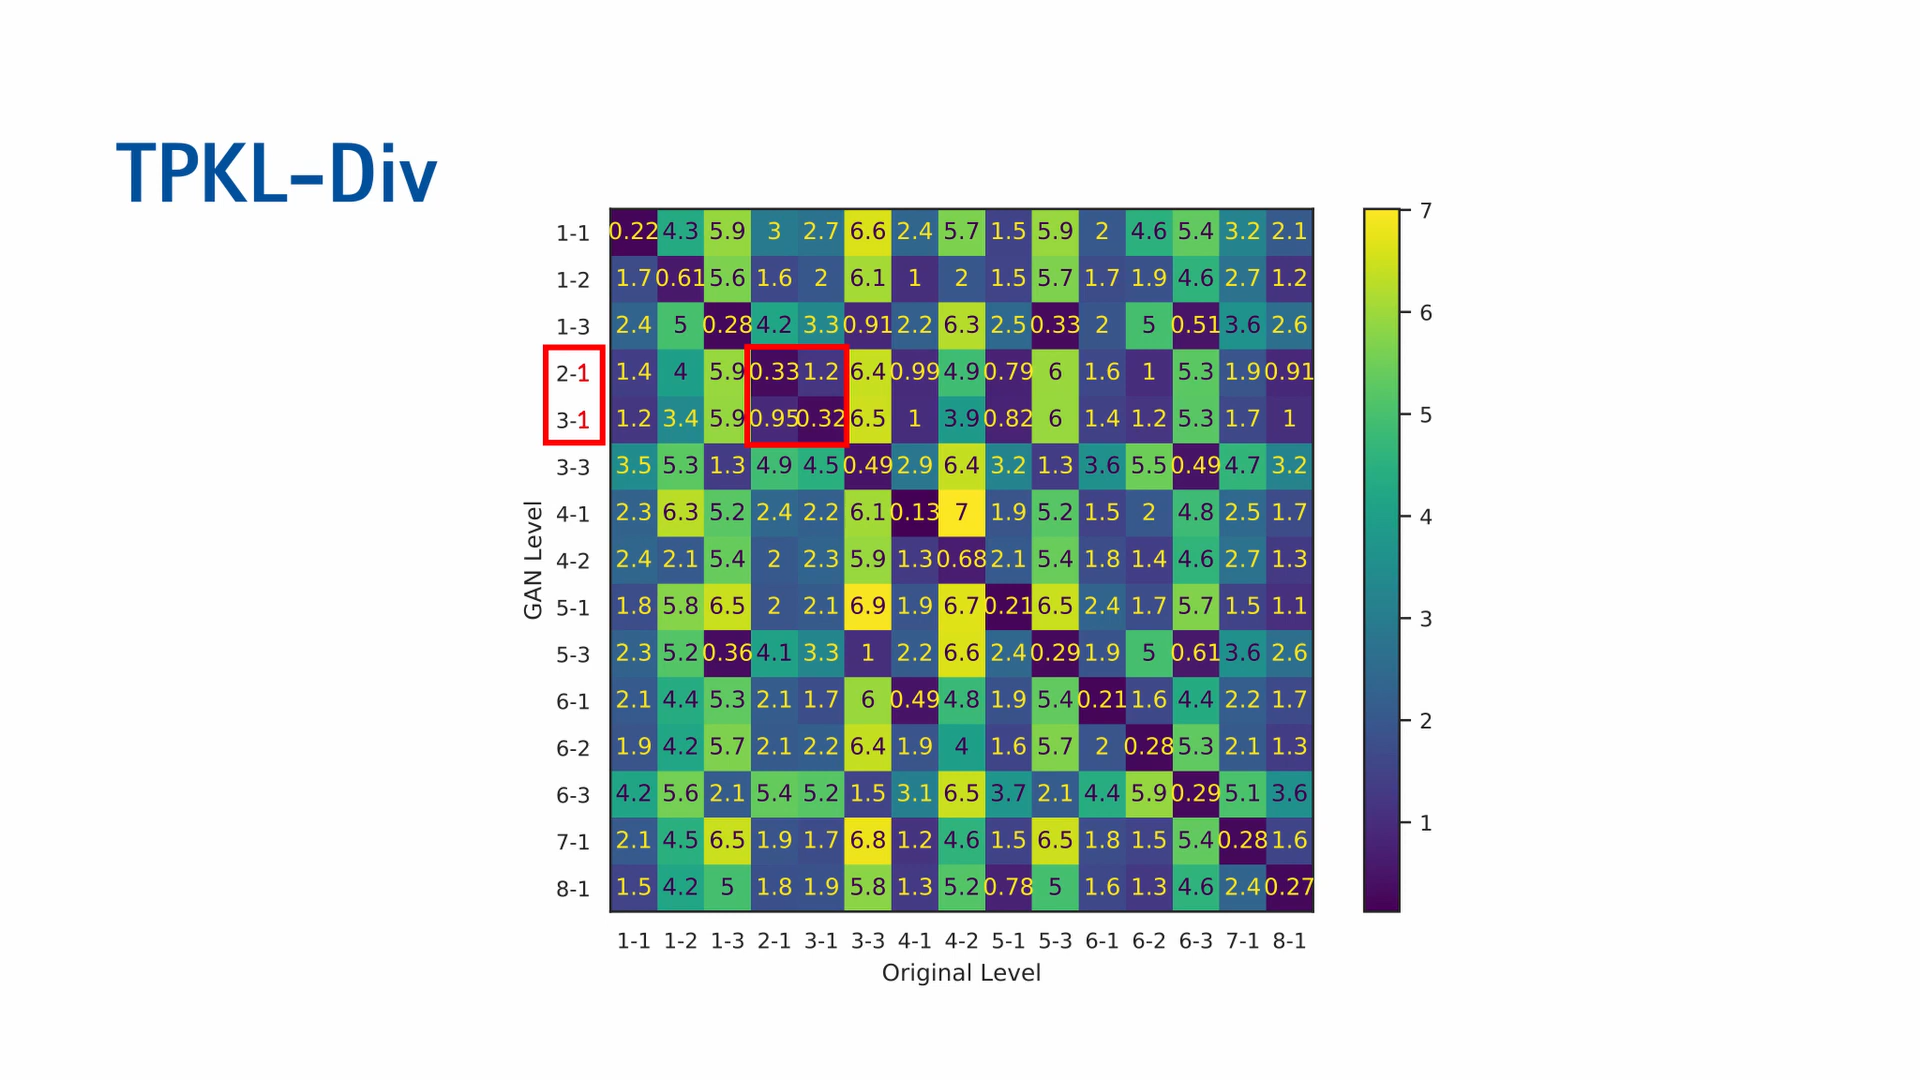 TPKL-Div
1-1 0.22 4.3 5.9 3 2.7 6.6 2.4 5.7 1.5 5.9 2 4.6 5.4 3.2 2.1
1-2 1.7 0.61 5.6 1.6 2 6.1 1 2 1.5 5.7 1.7 1.9 4.6 2.7 1.2
1-3 2.4 5 0.28 4.2 3.3 0.91 2.2 6.3 2.5 0.33 2 5 0.51 3.6 2.6
2-1 1.4 4 5.9 0.33 1.2 6.4 0.99 4.9 0.79 6 1.6 1 5.3 1.9 0.91
3-1 1.2 3.4 5.9 0.95 0.32 6.5 1 3.9 0.82 6 1.4 1.2 5.3 1.7 1
3-3 3.5 5.3 1.3 4.9 4.5 0.49 2.9 6.4 3.2 1.3 3.6 5.5 0.49 4.7 3.2
4-1 2.3 6.3 5.2 2.4 2.2 6.1 0.13 7 1.9 5.2 1.5 2 4.8 2.5 1.7
4-2 2.4 2.1 5.4 2 2.3 5.9 1.3 0.68 2.1 5.4 1.8 1.4 4.6 2.7 1.3
5-1 1.8 5.8 6.5 2 2.1 6.9 1.9 6.7 0.21 6.5 2.4 1.7 5.7 1.5 1.1
5-3 2.3 5.2 0.36 4.1 3.3 1 2.2 6.6 2.4 0.29 1.9 5 0.61 3.6 2.6
6-1 2.1 4.4 5.3 2.1 1.7 6 0.49 4.8 1.9 5.4 0.21 1.6 4.4 2.2 1.7
6-2 1.9 4.2 5.7 2.1 2.2 6.4 1.9 4 1.6 5.7 2 0.28 5.3 2.1 1.3
6-3 4.2 5.6 2.1 5.4 5.2 1.5 3.1 6.5 3.7 2.1 4.4 5.9 0.29 5.1 3.6
7-1 2.1 4.5 6.5 1.9 1.7 6.8 1.2 4.6 1.5 6.5 1.8 1.5 5.4 0.28 1.6
8-1 1.5 4.2 5 1.8 1.9 5.8 1.3 5.2 0.78 5 1.6 1.3 4.6 2.4 0.27
GAN Level
1-1 1-2 1-3 2-1 3-1 3-3 4-1 4-2 5-1 5-3 6-1 6-2 6-3 7-1 8-1
Original Level
7
6
5
4
3
2
1